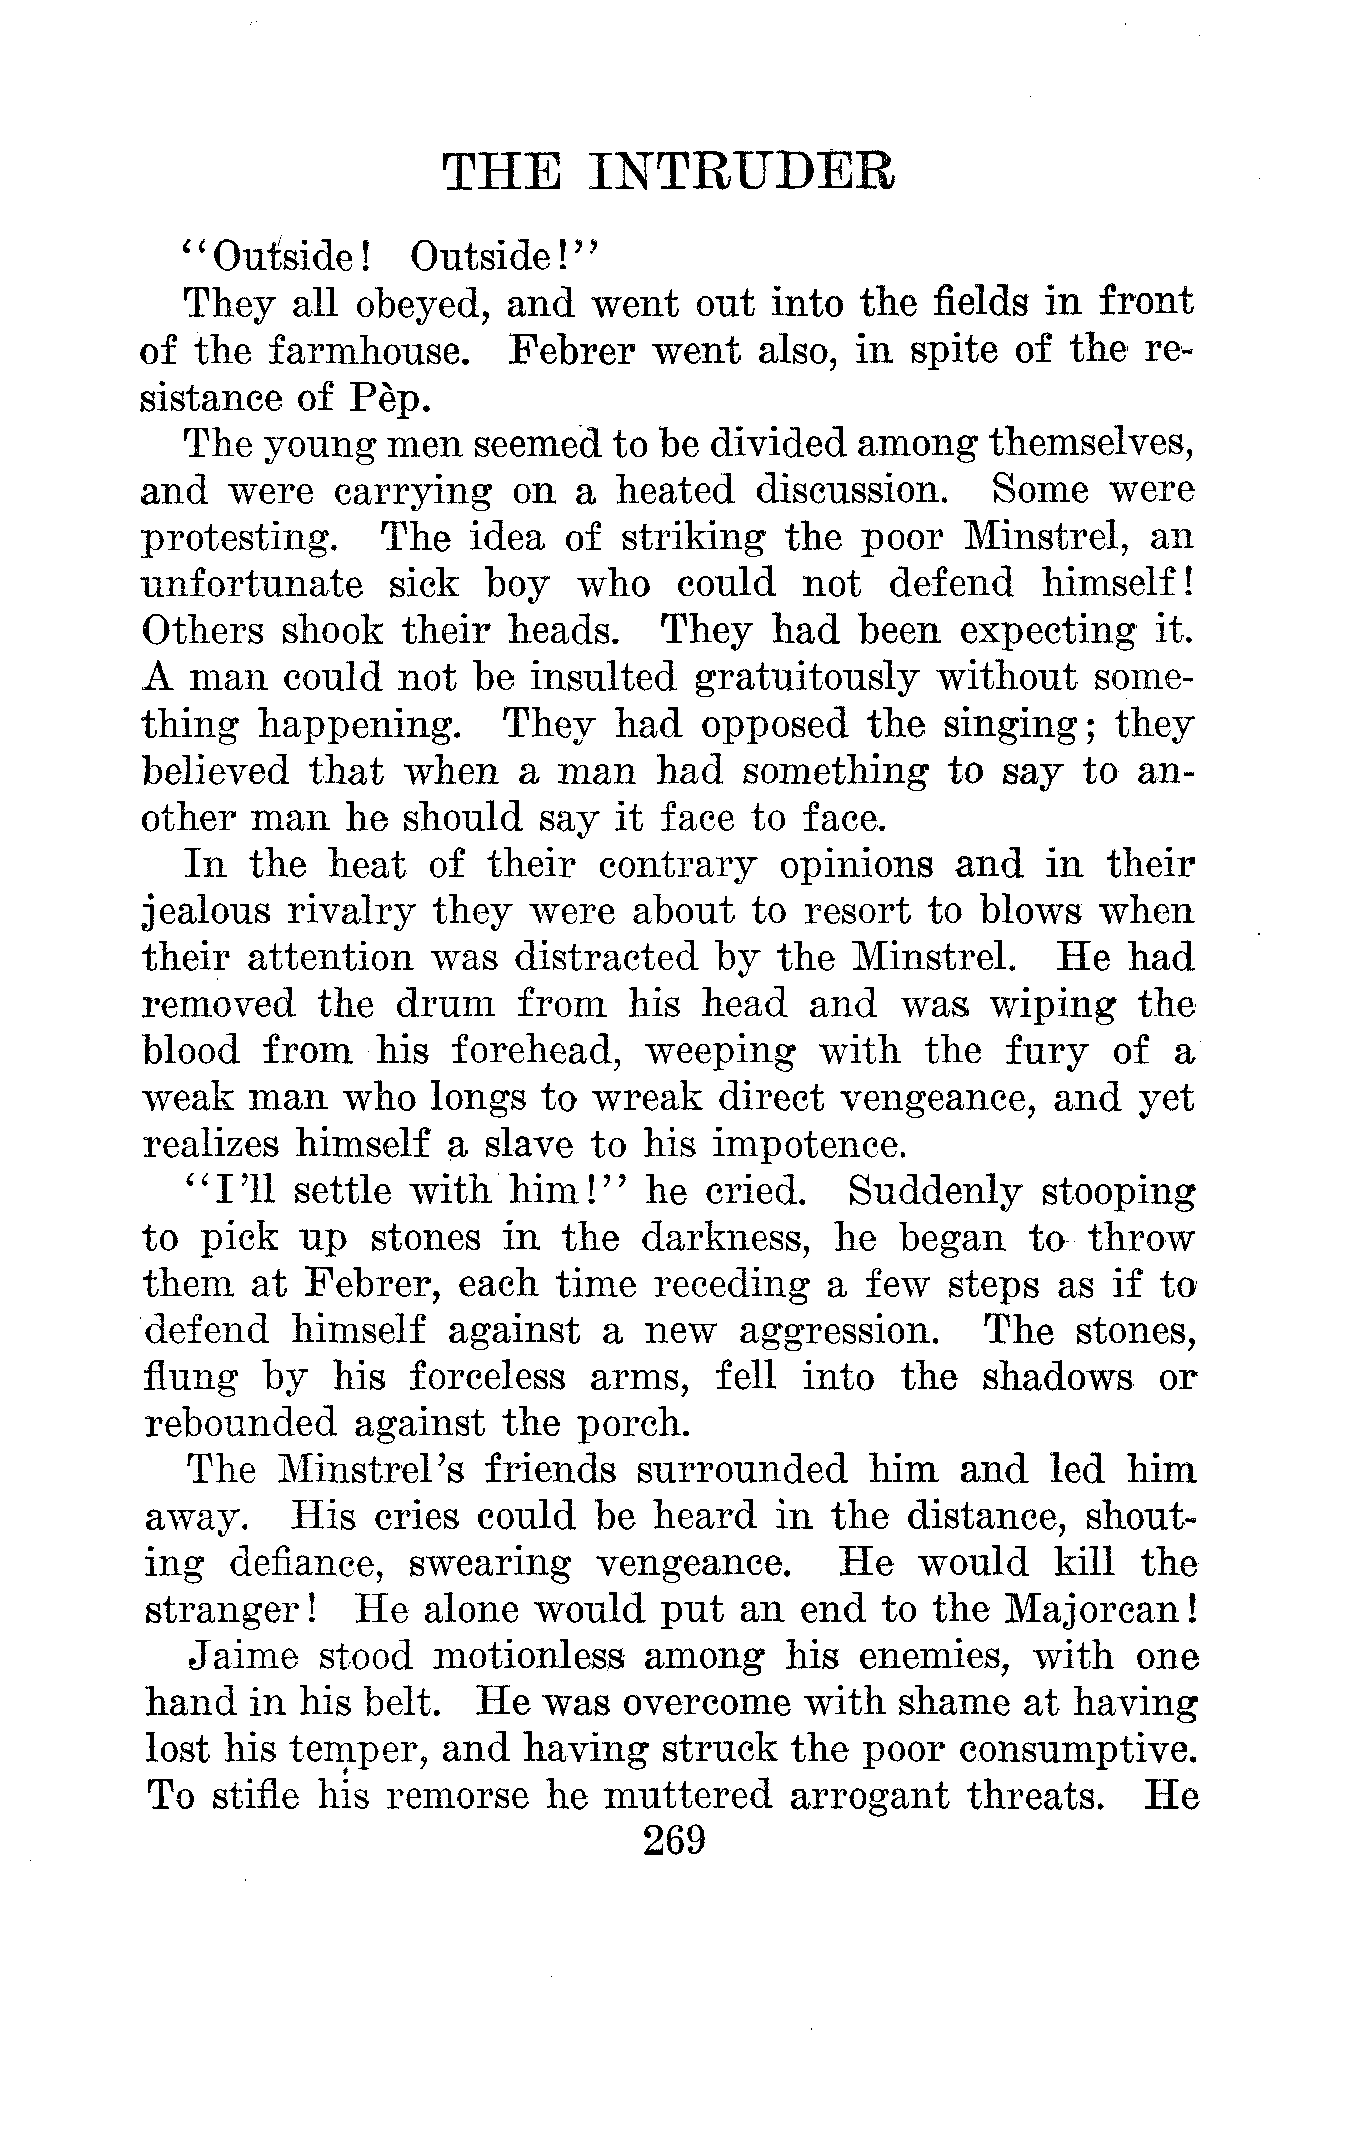 THE INTRUDER
"Outside! Outside!"
They all obeyed, and went out into the fields in front
of the farmhouse. Febrer went also, in spite of the re-
sistance of Pèp.
The young men seemed to be divided among themselves,
and were carrying on a heated discussion. Some were
protesting. The idea of striking the poor Minstrel, an
unfortunate sick boy who could not defend himself!
Others shook their heads. They had been expecting it.
A man could not be insulted gratuitously without some-
thing happening. They had opposed the singing; they
believed that when a man had something to say to an-
other man he should say it face to face.
In the heat of their contrary opinions and in their
jealous rivalry they were about to resort to blows when
their attention was distracted by the Minstrel. He had
removed the drum from his head and was wiping the
blood from his forehead, weeping with the fury of a
weak man who longs to wreak direct vengeance, and yet
realizes himself a slave to his impotence.
"I'll settle with him!" he cried. Suddenly stooping
to pick up stones in the darkness, he began to throw
them at Febrer, each time receding a few steps as if to
defend himself against a new aggression. The stones,
flung by his forceless arms, fell into the shadows or
rebounded against the porch.
The Minstrel's friends surrounded him and led him
away. His cries could be heard in the distance, shout-
ing defiance, swearing vengeance. He would kill the
stranger! He alone would put an end to the Majorcan!
Jaime stood motionless among his enemies, with one
hand in his belt. He was overcome with shame at having
lost his temper, and having struck the poor consumptive.
To stifle his remorse he muttered arrogant threats. He
269